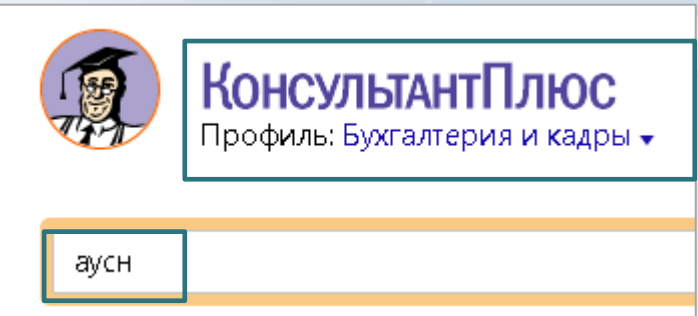 КонсультантПлюс
Профиль: Бухгалтерия и кадры
аусн